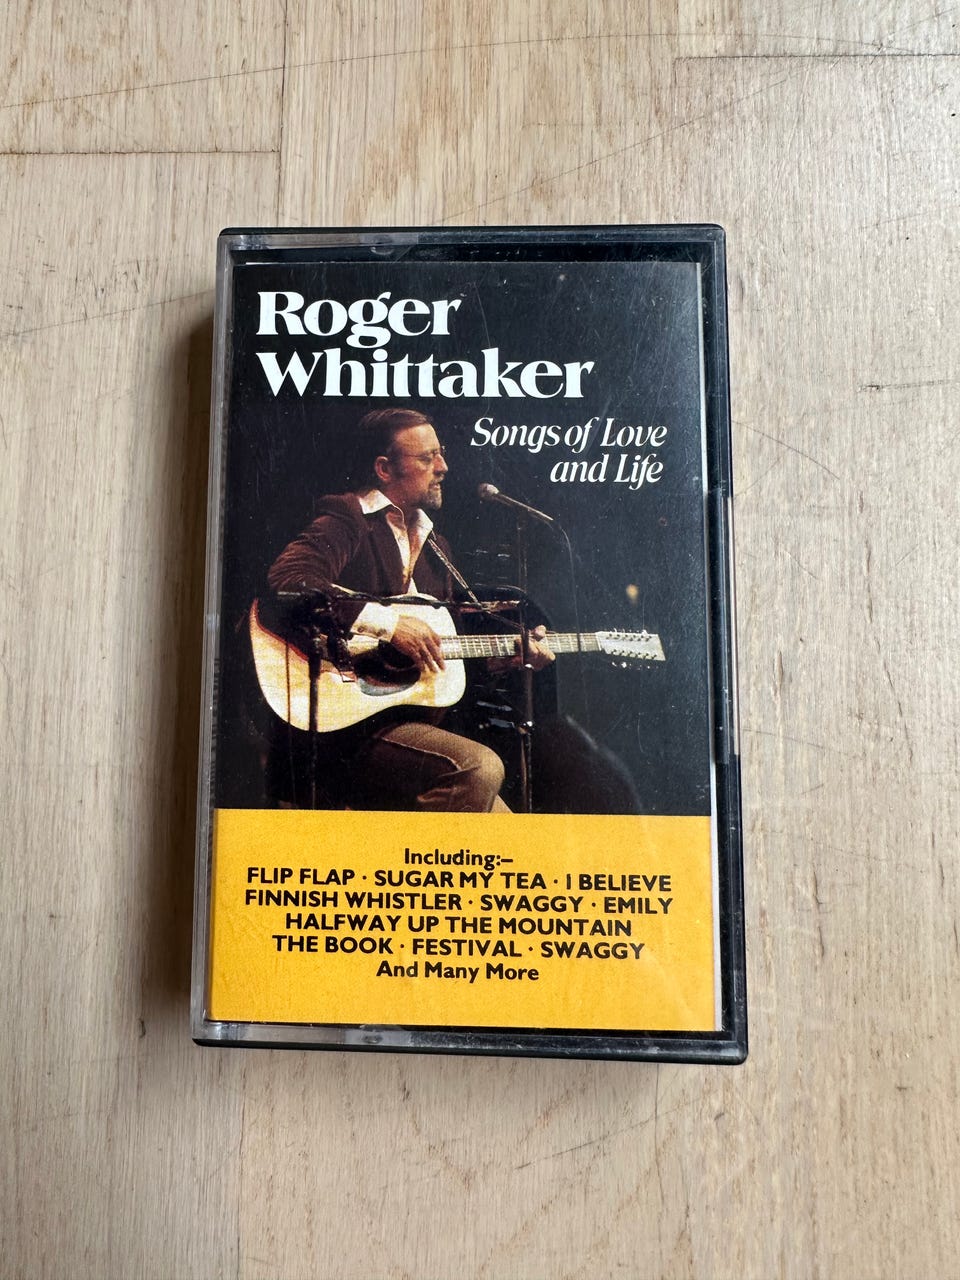 Roger
Whittaker
Songs of Love
and Life
Including:–
FLIP FLAP · SUGAR MY TEA · I BELIEVE
FINNISH WHISTLER · SWAGGY · EMILY
HALFWAY UP THE MOUNTAIN
THE BOOK · FESTIVAL · SWAGGY
And Many More